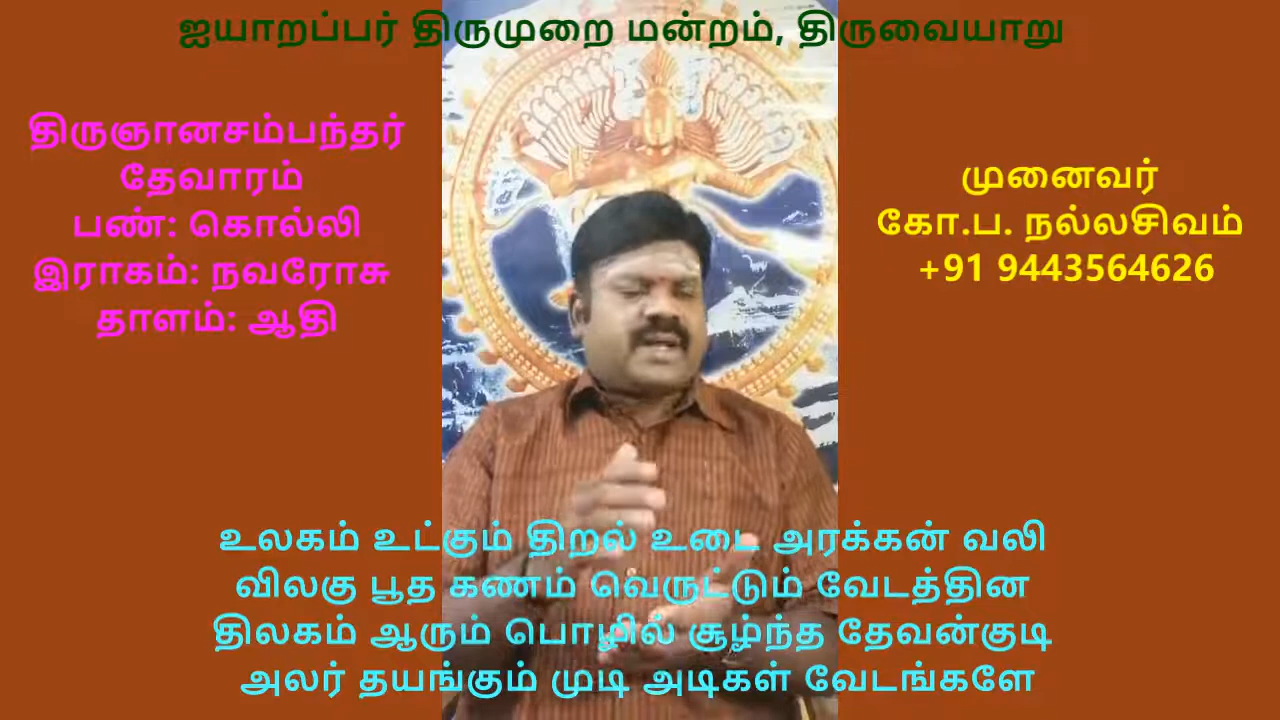 ஐயாறப்பர் திருமுறை மன்றம், திருவையாறு
திருஞானசம்பந்தர்
தேவாரம்
பண்: கொல்லி
இராகம்: நவரோசு
தாளம்: ஆதி
முனைவர்
கோ.ப. நல்லசிவம்
+91 9443564626
உலகம் உட்கும் திறல் உடை அரக்கன் வலி
விலகு பூத கணம் வெருட்டும் வேடத்தின
திலகம் ஆரும் பொழில் சூழ்ந்த தேவன்குடி
அலர் தயங்கும் முடி அடிகள் வேடங்களே